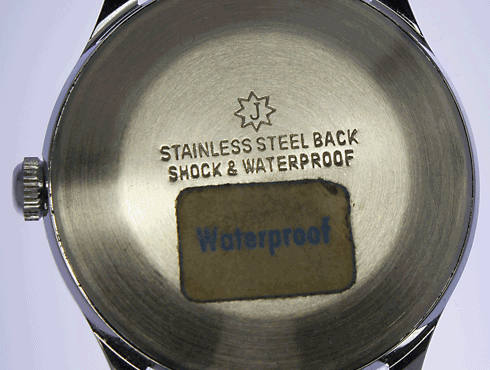 J
STAINLESS STEEL BACK
SHOCK & WATERPROOF
Waterproof